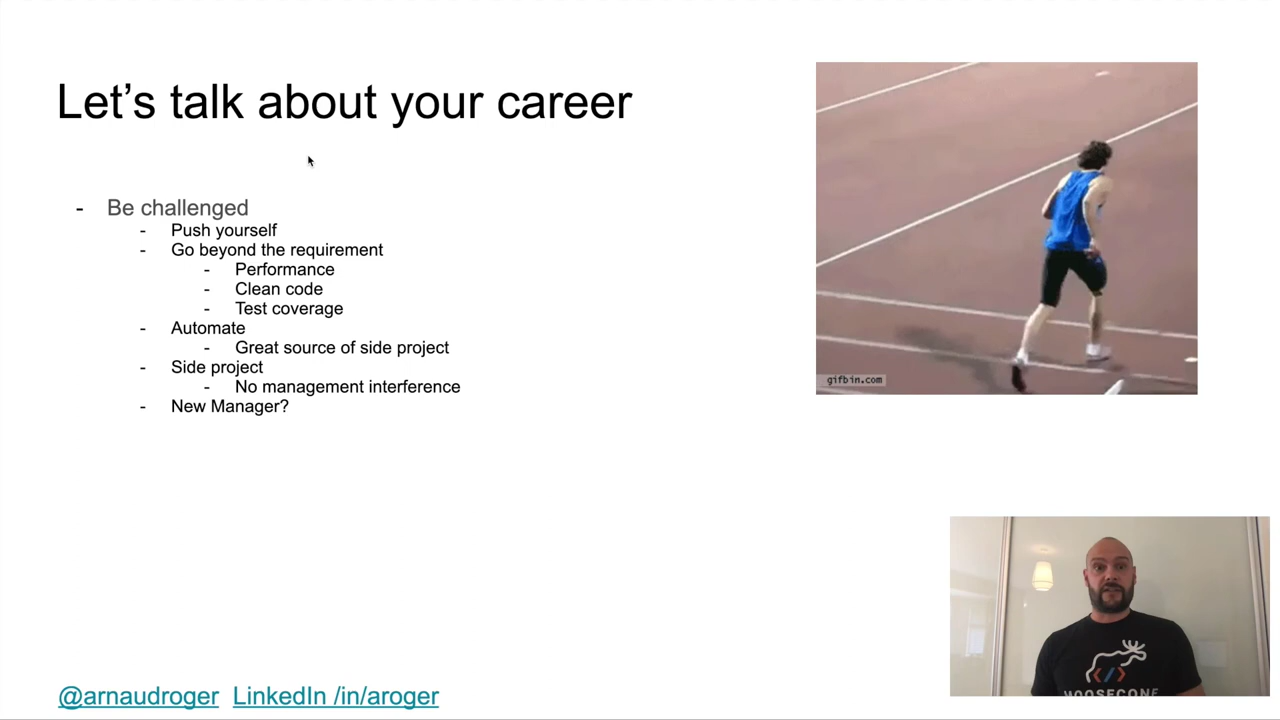 Let's talk about your career
- Be challenged
- Push yourself
- Go beyond the requirement
- Performance
- Clean code
- Test coverage
- Automate
- Great source of side project
- Side project
- No management interference
- New Manager?
gifbin.com
MOOSECONF
@arnaudroger LinkedIn /in/aroger